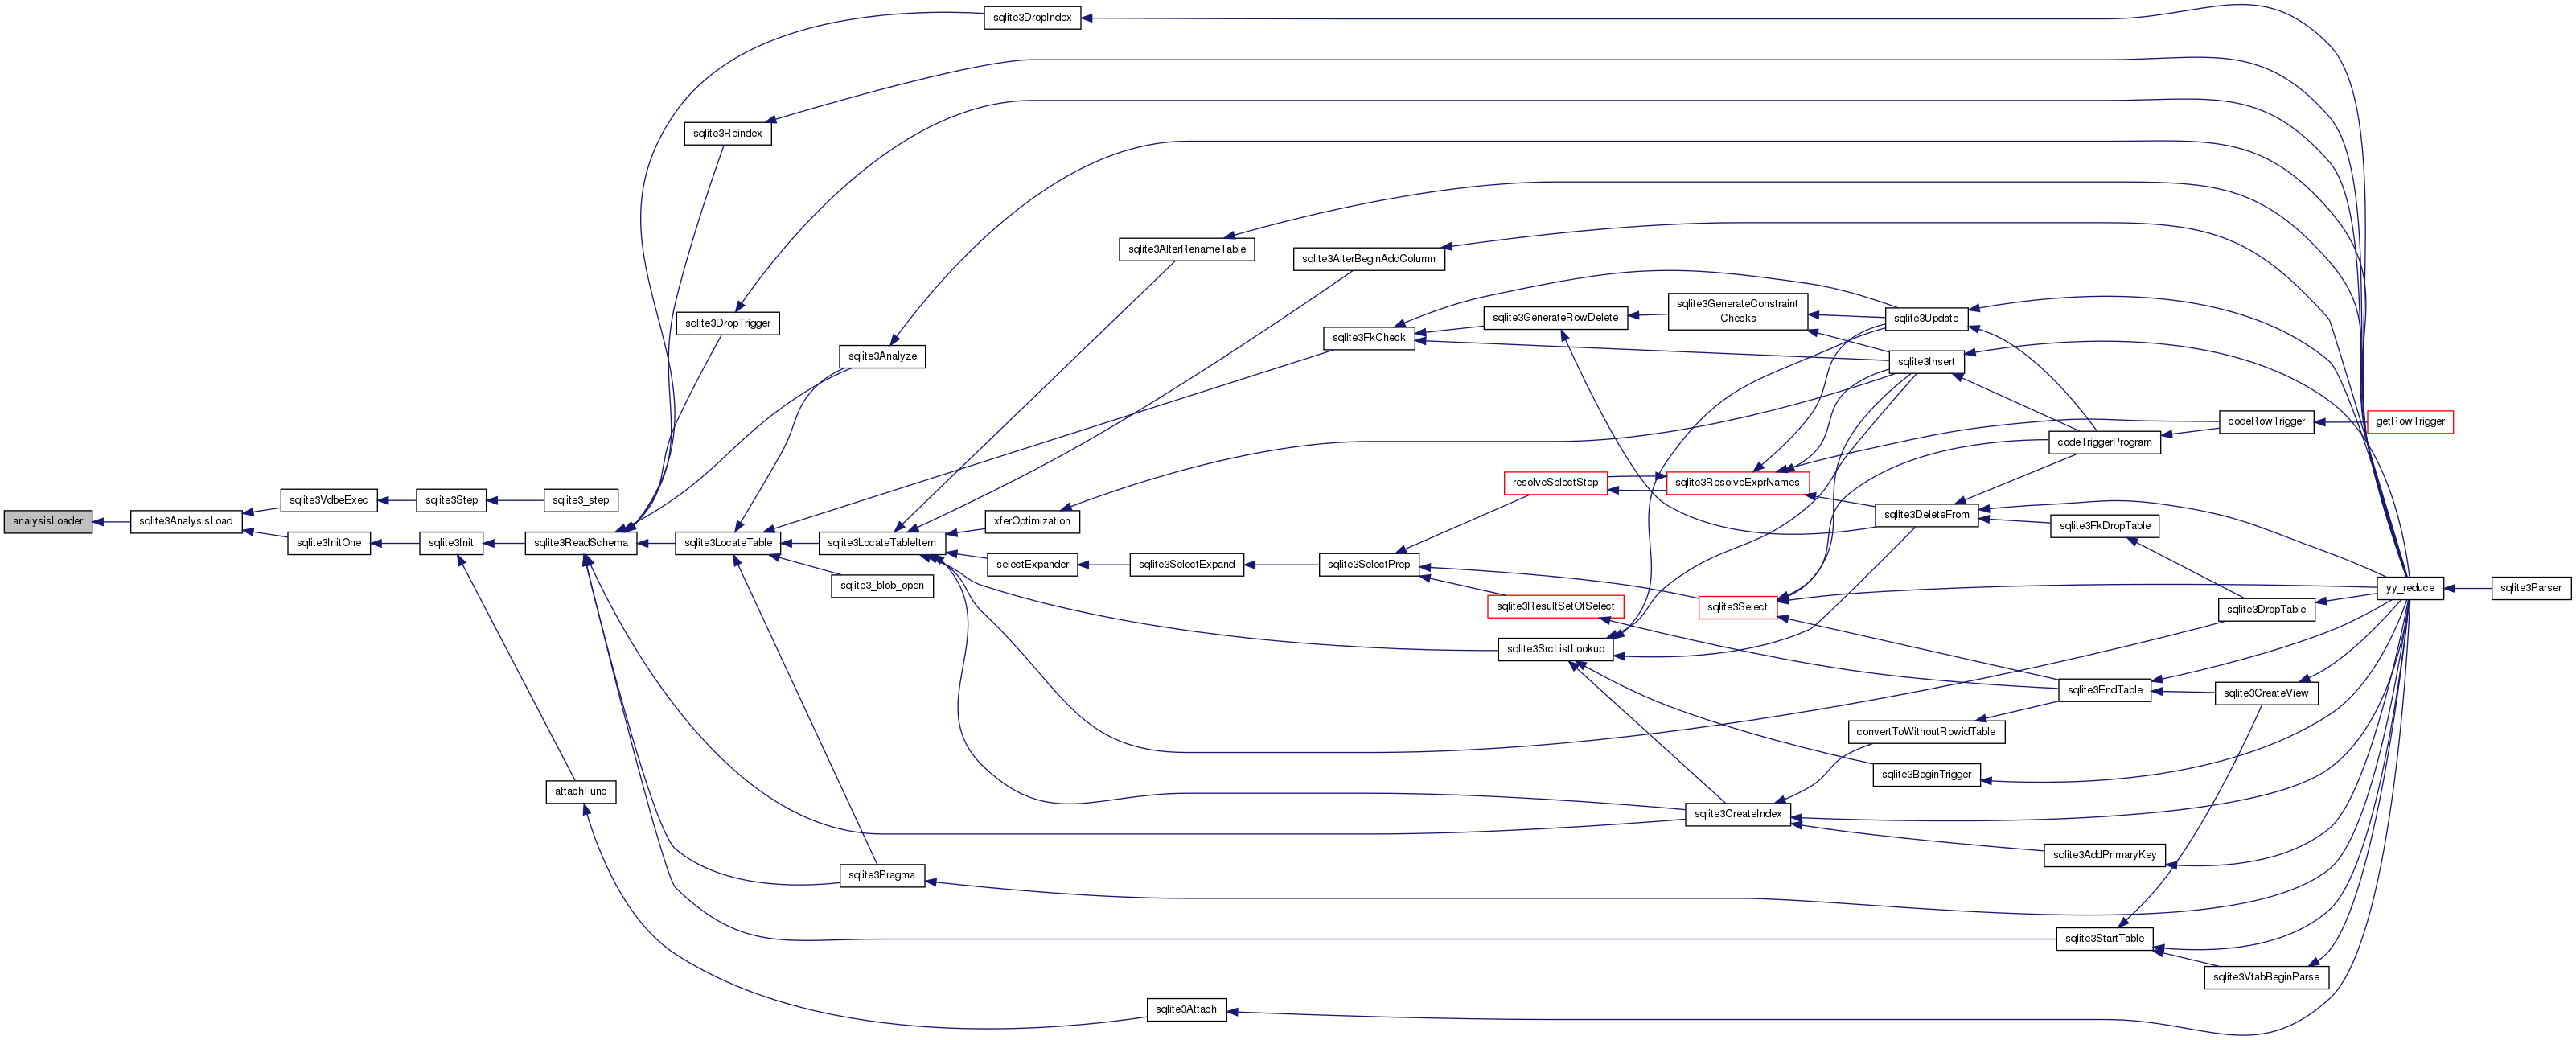 sqlite3DropIndex
sqlite3Reindex
sqlite3AlterRenameTable
sqlite3AlterBeginAddColumn
sqlite3GenerateConstraint
Checks
sqlite3DropTrigger
sqlite3GenerateRowDelete
sqlite3Update
sqlite3FkCheck
sqlite3Analyze
sqlite3Insert
codeRowTrigger
getRowTrigger
codeTriggerProgram
resolveSelectStep
sqlite3ResolveExprNames
sqlite3VdbeExec
sqlite3Step
sqlite3_step
analysisLoader
sqlite3AnalysisLoad
xferOptimization
sqlite3DeleteFrom
sqlite3FkDropTable
sqlite3InitOne
sqlite3Init
sqlite3ReadSchema
sqlite3LocateTable
sqlite3LocateTableItem
selectExpander
sqlite3SelectExpand
sqlite3SelectPrep
sqlite3_blob_open
yy_reduce
sqlite3Parser
sqlite3ResultSetOfSelect
sqlite3Select
sqlite3DropTable
sqlite3SrcListLookup
sqlite3EndTable
sqlite3CreateView
convertToWithoutRowidTable
sqlite3BeginTrigger
attachFunc
sqlite3CreateIndex
sqlite3AddPrimaryKey
sqlite3Pragma
sqlite3StartTable
sqlite3VtabBeginParse
sqlite3Attach